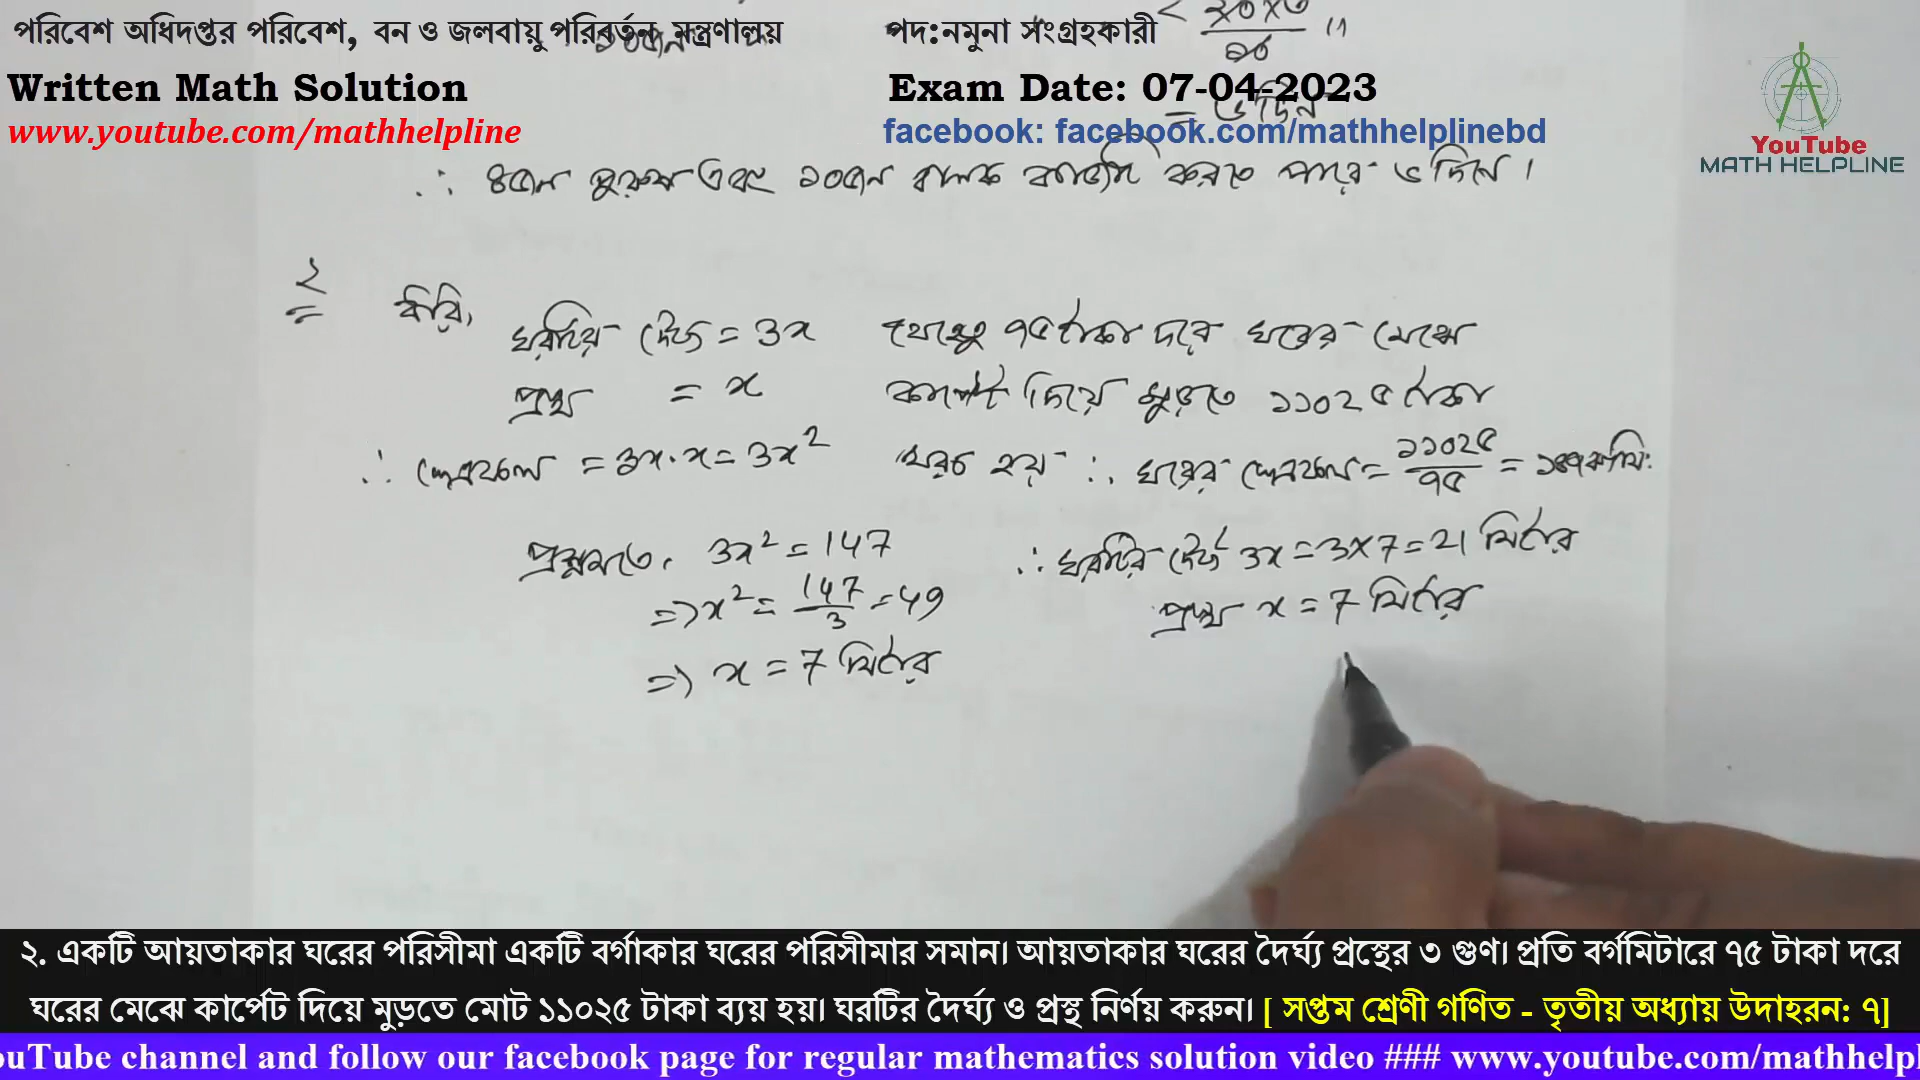 পরিবেশ অধিদপ্তর পরিবেশ, বন ও জলবায়ু পরিবর্তন মন্ত্রণালয় পদ:নমুনা সংগ্রহকারী
Written Math Solution Exam Date: 07-04-2023
www.youtube.com/mathhelpline facebook: facebook.com/mathhelplinebd
YouTube
MATH HELPLINE
∴ ৪জন পুরুষ এবং ১০জন বালক কাজটি করতে পারে ৬ দিনে।
২
ধরি,
ঘরটির দৈর্ঘ্য = 3x
প্রস্থ = x
∴ ক্ষেত্রফল = 3x·x = 3x²
যেহেতু ৭৫ টাকা দরে ঘরের মেঝে
কার্পেট দিয়ে মুড়তে ১১০২৫ টাকা
খরচ হয় ∴ ঘরের ক্ষেত্রফল = ১১০২৫/৭৫ = ১৪৭ বর্গমি:
প্রশ্নমতে, 3x² = 147
=> x² = 147/3 = 49
=> x = 7 মিটার
∴ ঘরটির দৈর্ঘ্য 3x = 3×7 = 21 মিটার
প্রস্থ x = 7 মিটার
২. একটি আয়তাকার ঘরের পরিসীমা একটি বর্গাকার ঘরের পরিসীমার সমান। আয়তাকার ঘরের দৈর্ঘ্য প্রস্থের ৩ গুণ। প্রতি বর্গমিটারে ৭৫ টাকা দরে
ঘরের মেঝে কার্পেট দিয়ে মুড়তে মোট ১১০২৫ টাকা ব্যয় হয়। ঘরটির দৈর্ঘ্য ও প্রস্থ নির্ণয় করুন। [ সপ্তম শ্রেণী গণিত - তৃতীয় অধ্যায় উদাহরন: ৭]
ouTube channel and follow our facebook page for regular mathematics solution video ### www.youtube.com/mathhelpl